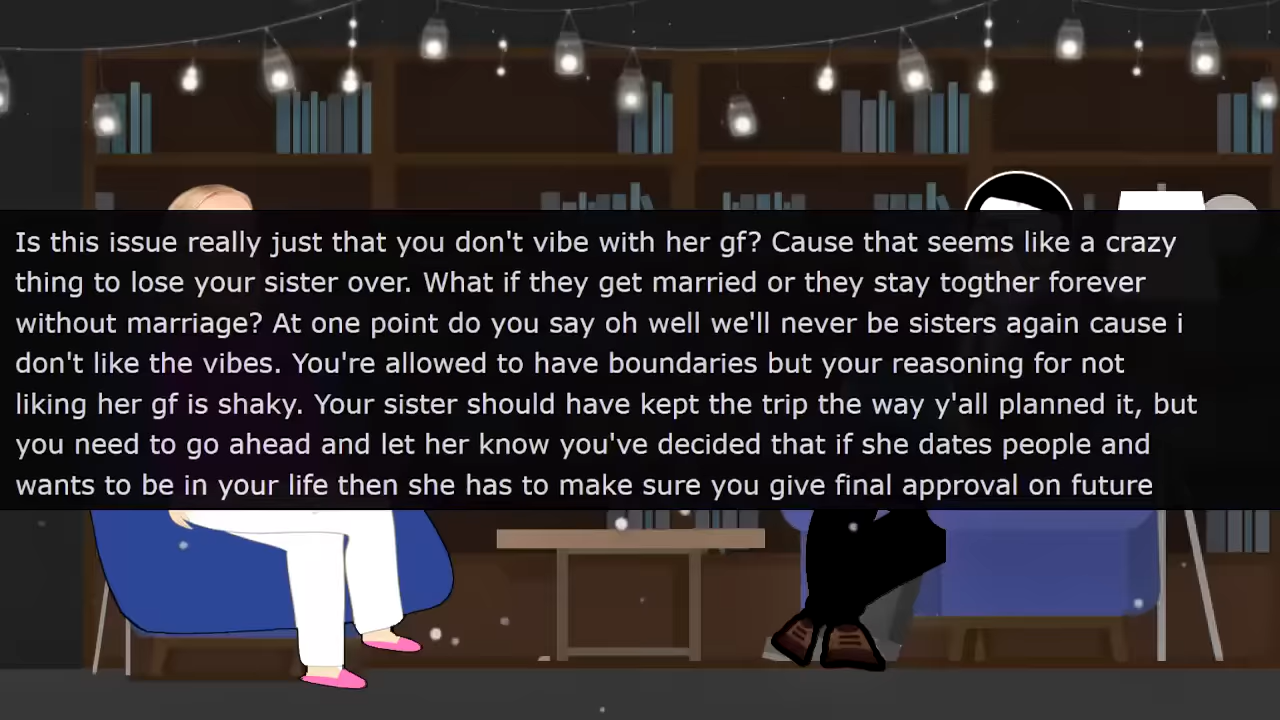 Is this issue really just that you don't vibe with her gf? Cause that seems like a crazy
thing to lose your sister over. What if they get married or they stay togther forever
without marriage? At one point do you say oh well we'll never be sisters again cause i
don't like the vibes. You're allowed to have boundaries but your reasoning for not
liking her gf is shaky. Your sister should have kept the trip the way y'all planned it, but
you need to go ahead and let her know you've decided that if she dates people and
wants to be in your life then she has to make sure you give final approval on future